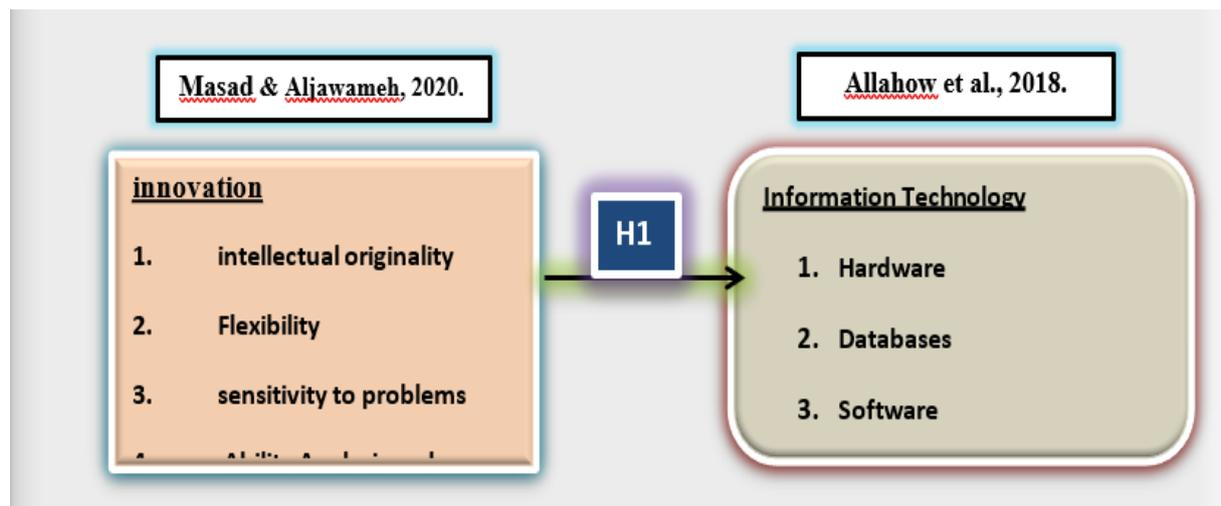 Masad & Aljawameh, 2020.
Allahow et al., 2018.
innovation
1. intellectual originality
2. Flexibility
3. sensitivity to problems
H1
Information Technology
1. Hardware
2. Databases
3. Software